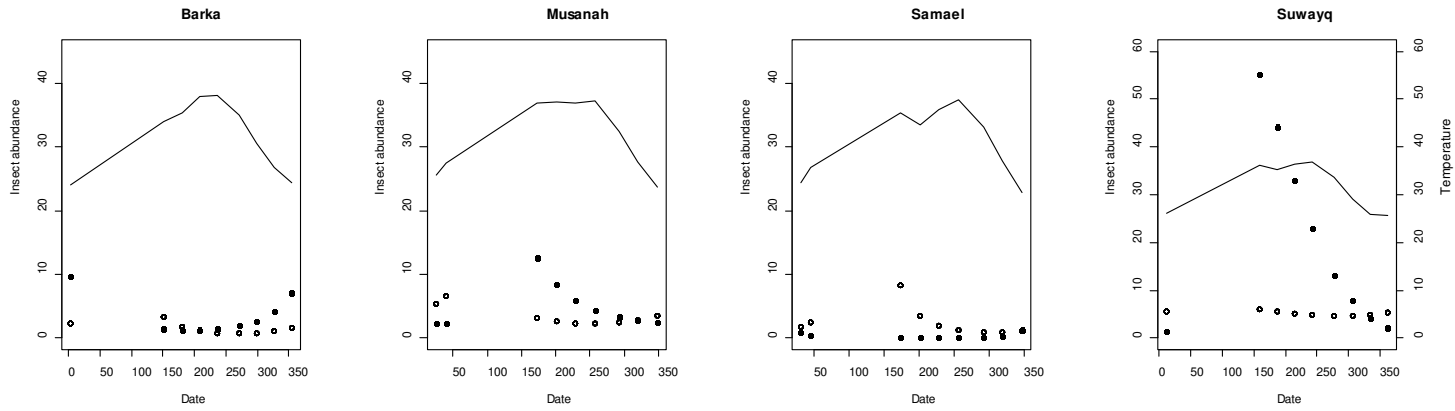 Barka
Musanah
Samael
Suwayq
Insect abundance
0 10 20 30 40
0 50 100 150 200 250 300 350
Date
Insect abundance
0 10 20 30 40
50 100 150 200 250 300 350
Date
Insect abundance
0 10 20 30 40
50 100 150 200 250 300 350
Date
Insect abundance
0 10 20 30 40 50 60
0 50 100 150 200 250 300 350
Date
0 10 20 30 40 50 60
Temperature